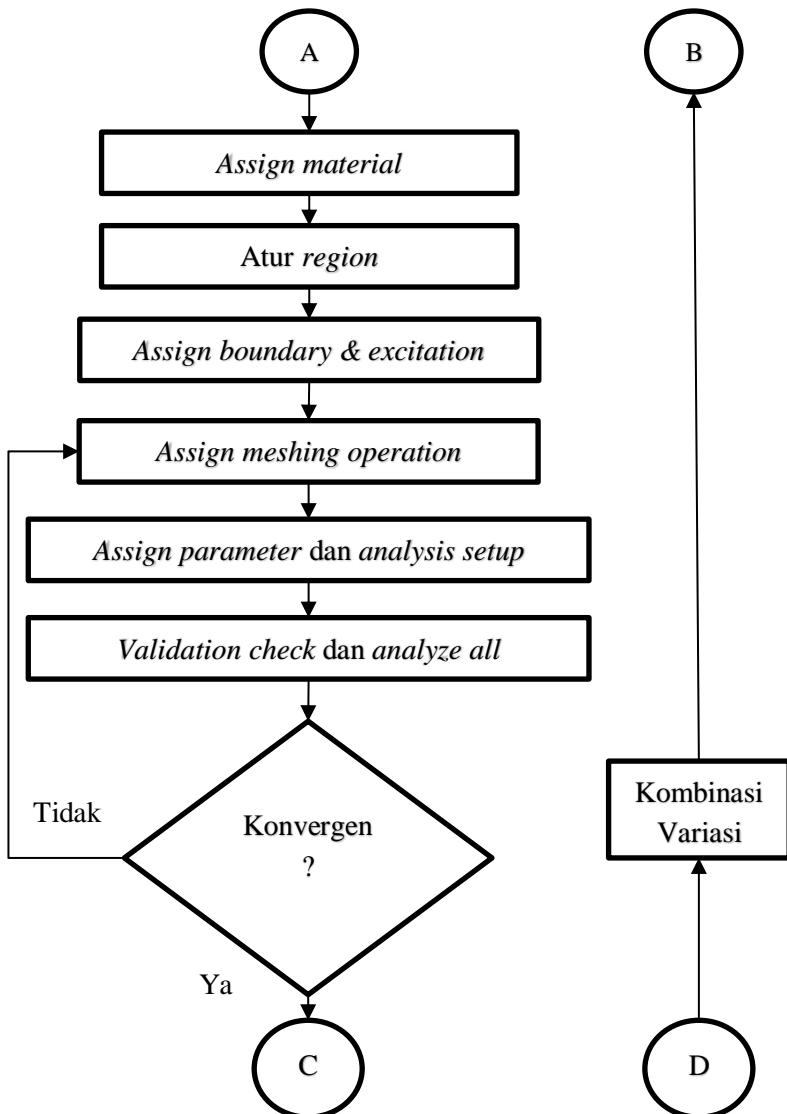 A
B
Assign material
Atur region
Assign boundary & excitation
Assign meshing operation
Assign parameter dan analysis setup
Validation check dan analyze all
Tidak
Konvergen
?
Ya
C
Kombinasi
Variasi
D